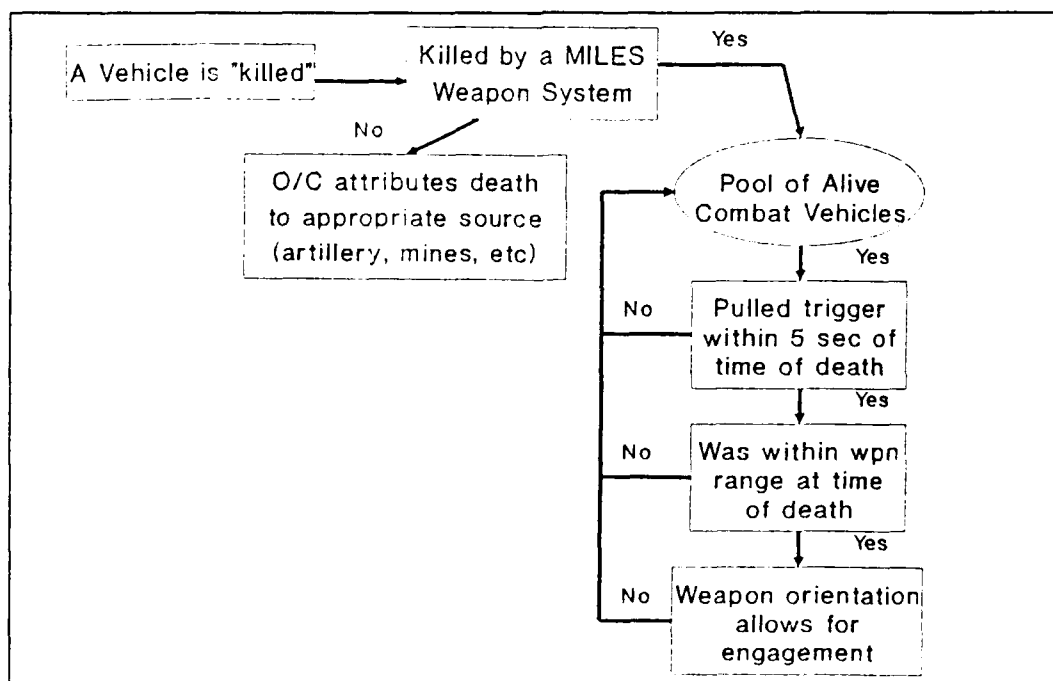 A Vehicle is "killed"
Killed by a MILES
Weapon System
Yes
No
O/C attributes death
to appropriate source
(artillery, mines, etc)
Pool of Alive
Combat Vehicles
Yes
No
Pulled trigger
within 5 sec of
time of death
Yes
No
Was within wpn
range at time
of death
Yes
No
Weapon orientation
allows for
engagement